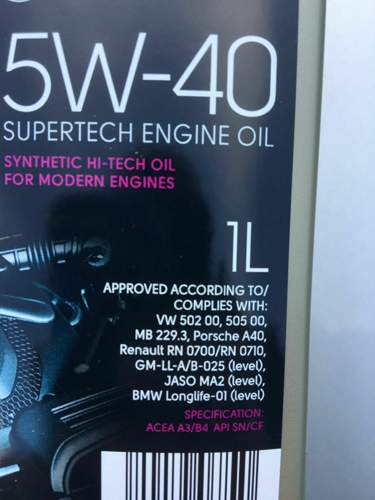 5W-40
SUPERTECH ENGINE OIL
SYNTHETIC HI-TECH OIL
FOR MODERN ENGINES
1L
APPROVED ACCORDING TO/
COMPLIES WITH:
VW 502 00, 505 00,
MB 229.3, Porsche A40,
Renault RN 0700/RN 0710,
GM-LL-A/B-025 (level),
JASO MA2 (level),
BMW Longlife-01 (level)
SPECIFICATION:
ACEA A3/B4 API SN/CF